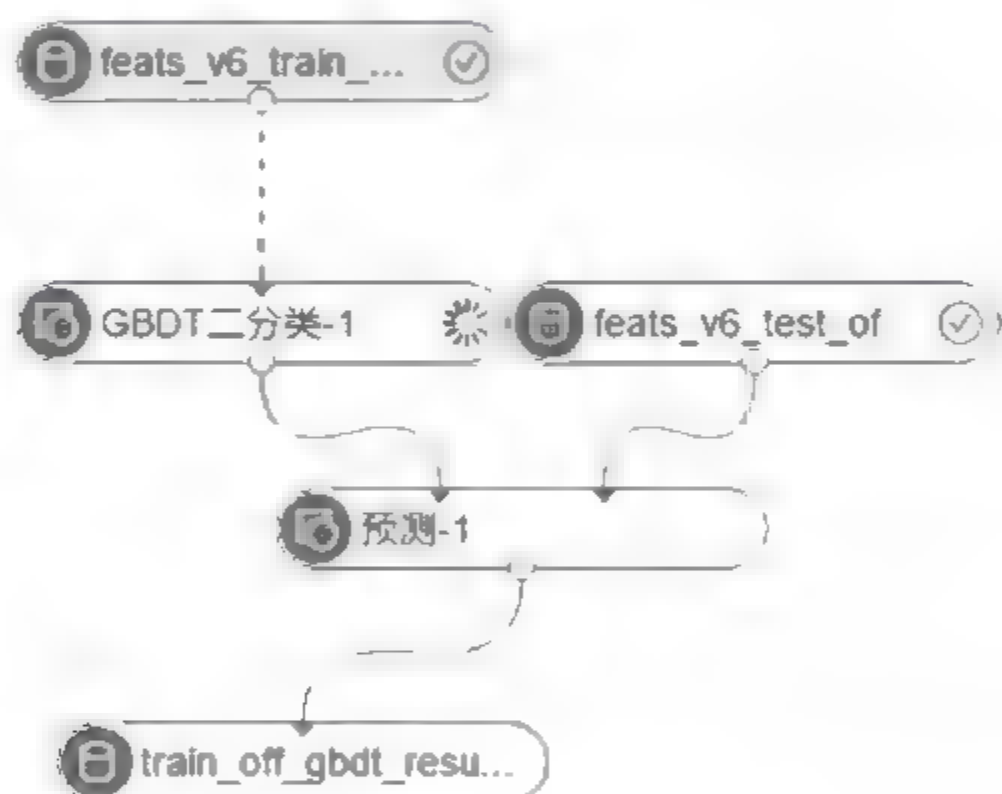 feats_v6_train_...
GBDT二分类-1
feats_v6_test_of
预测-1
train_off_gbdt_resu...